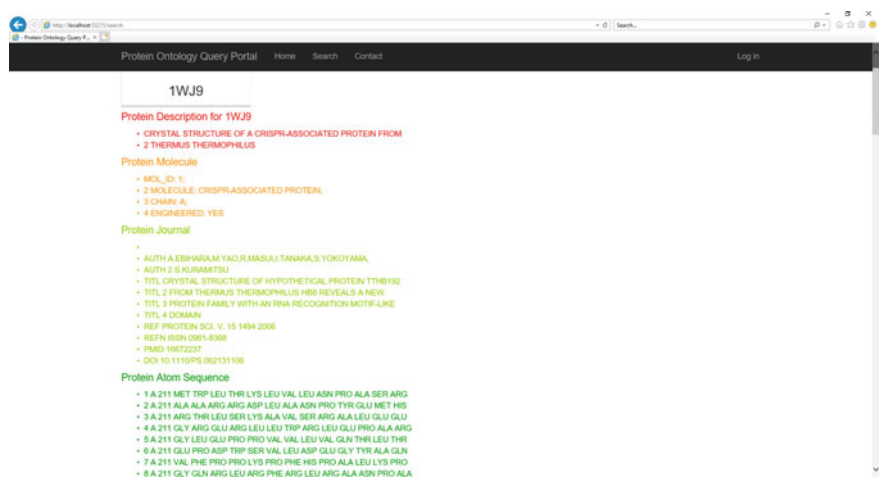 http://localhost:33215/search
Search...
- Protein Ontology Query P...
Protein Ontology Query Portal Home Search Contact Log in
1WJ9
Protein Description for 1WJ9
CRYSTAL STRUCTURE OF A CRISPR-ASSOCIATED PROTEIN FROM
2 THERMUS THERMOPHILUS
Protein Molecule
MOL_ID: 1;
2 MOLECULE: CRISPR-ASSOCIATED PROTEIN;
3 CHAIN: A;
4 ENGINEERED: YES
Protein Journal
AUTH A.EBIHARA,M.YAO,R.MASUI,I.TANAKA,S.YOKOYAMA,
AUTH 2 S.KURAMITSU
TITL CRYSTAL STRUCTURE OF HYPOTHETICAL PROTEIN TTHB192
TITL 2 FROM THERMUS THERMOPHILUS HB8 REVEALS A NEW
TITL 3 PROTEIN FAMILY WITH AN RNA RECOGNITION MOTIF-LIKE
TITL 4 DOMAIN
REF PROTEIN SCI. V. 15 1494 2006
REFN ISSN 0961-8368
PMID 16672237
DOI 10.1110/PS.062131106
Protein Atom Sequence
1 A 211 MET TRP LEU THR LYS LEU VAL LEU ASN PRO ALA SER ARG
2 A 211 ALA ALA ARG ARG ASP LEU ALA ASN PRO TYR GLU MET HIS
3 A 211 ARG THR LEU SER LYS ALA VAL SER ARG ALA LEU GLU GLU
4 A 211 GLY ARG GLU ARG LEU LEU TRP ARG LEU GLU PRO ALA ARG
5 A 211 GLY LEU GLU PRO PRO VAL VAL LEU VAL GLN THR LEU THR
6 A 211 GLU PRO ASP TRP SER VAL LEU ASP GLU GLY TYR ALA GLN
7 A 211 VAL PHE PRO PRO LYS PRO PHE HIS PRO ALA LEU LYS PRO
8 A 211 GLY GLN ARG LEU ARG PHE ARG LEU ARG ALA ASN PRO ALA